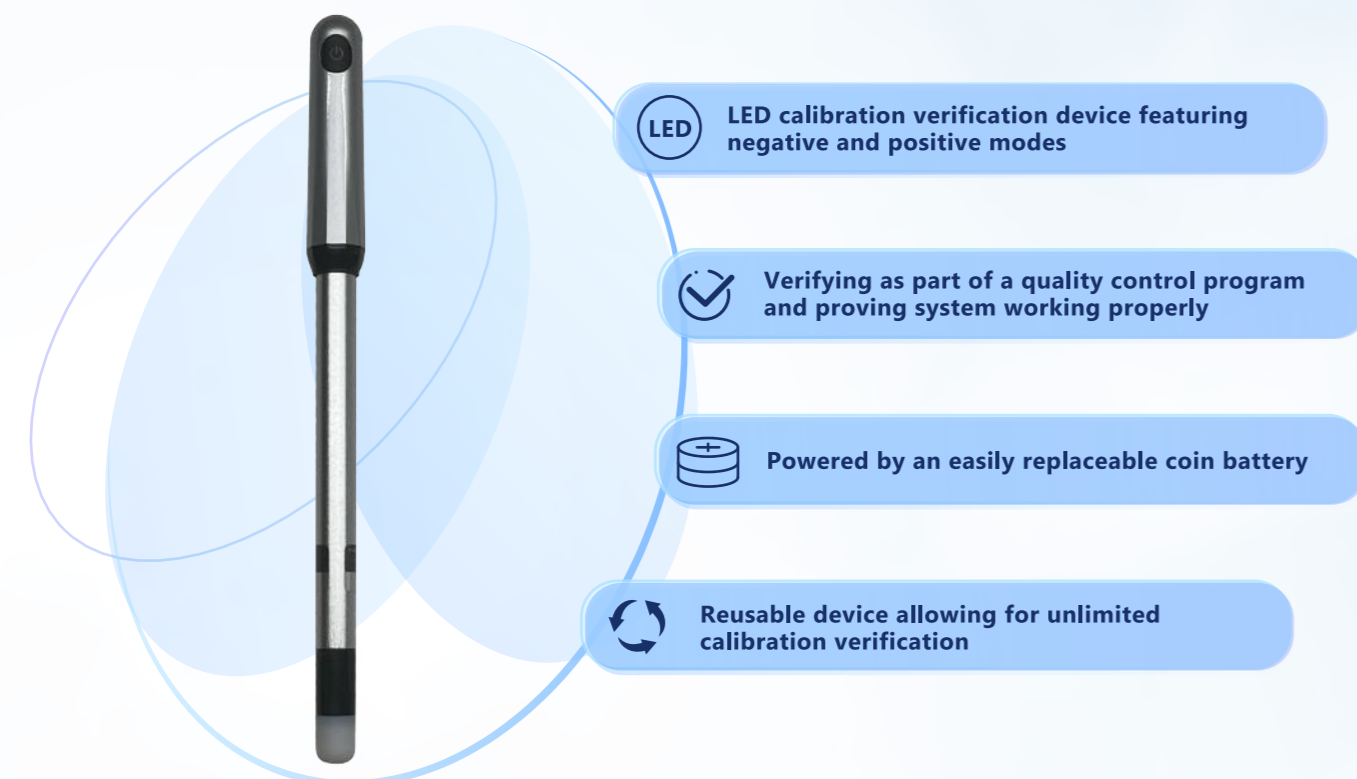 LED
LED calibration verification device featuring
negative and positive modes
Verifying as part of a quality control program
and proving system working properly
Powered by an easily replaceable coin battery
Reusable device allowing for unlimited
calibration verification